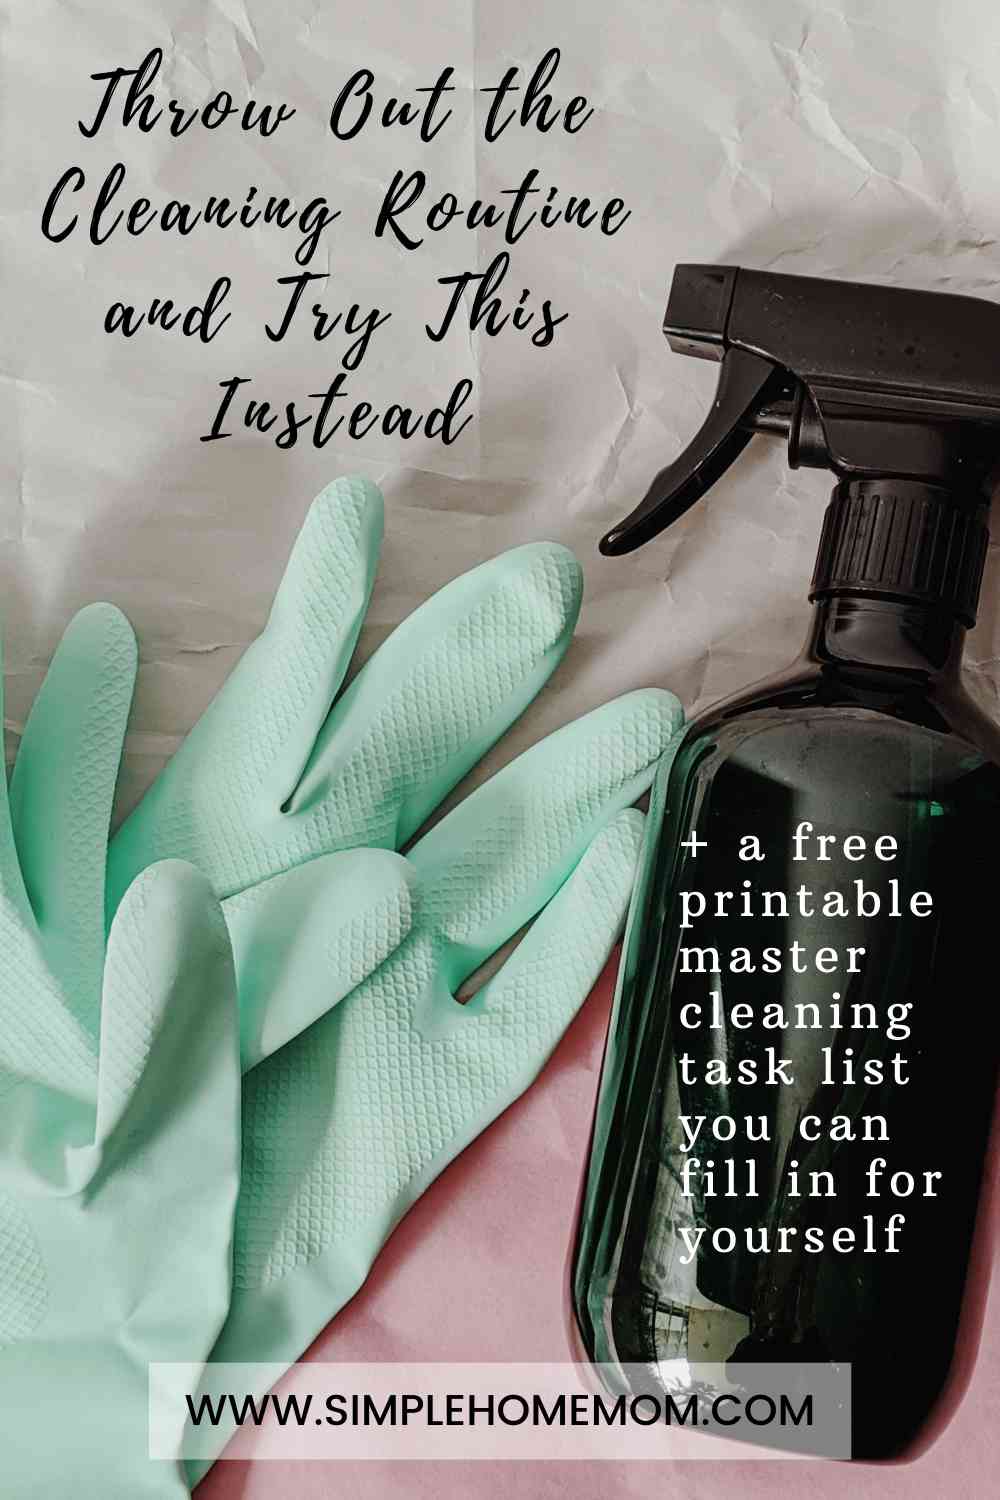 Throw Out the
Cleaning Routine
and Try This
Instead
+ a free
printable
master
cleaning
task list
you can
fill in for
yourself
WWW.SIMPLEHOMEMOM.COM